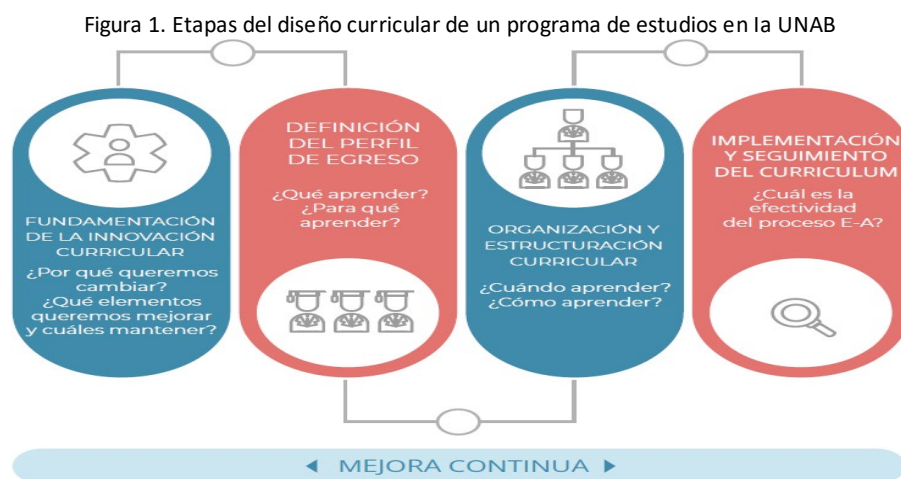 Figura 1. Etapas del diseño curricular de un programa de estudios en la UNAB
FUNDAMENTACIÓN
DE LA INNOVACIÓN
CURRICULAR
¿Por qué queremos
cambiar?
¿Qué elementos
queremos mejorar
y cuáles mantener?
DEFINICIÓN
DEL PERFIL
DE EGRESO
¿Qué aprender?
¿Para qué
aprender?
ORGANIZACIÓN Y
ESTRUCTURACIÓN
CURRICULAR
¿Cuándo aprender?
¿Cómo aprender?
IMPLEMENTACIÓN
Y SEGUIMIENTO
DEL CURRICULUM
¿Cuál es la
efectividad
del proceso E-A?
MEJORA CONTINUA